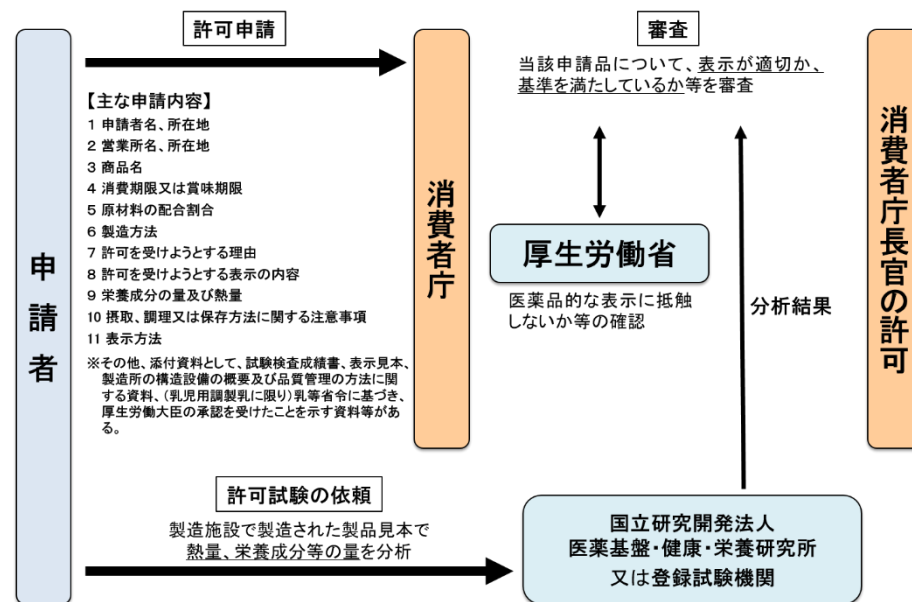 許可申請
審査
当該申請品について、表示が適切か、
基準を満たしているか等を審査
申請者
【主な申請内容】
1 申請者名、所在地
2 営業所名、所在地
3 商品名
4 消費期限又は賞味期限
5 原材料の配合割合
6 製造方法
7 許可を受けようとする理由
8 許可を受けようとする表示の内容
9 栄養成分の量及び熱量
10 摂取、調理又は保存方法に関する注意事項
11 表示方法
※その他、添付資料として、試験検査成績書、表示見本、
製造所の構造設備の概要及び品質管理の方法に関
する資料、(乳児用調製乳に限り)乳等省令に基づき、
厚生労働大臣の承認を受けたことを示す資料等があ
る。
消費者庁
厚生労働省
医薬品的な表示に抵触
しないか等の確認
分析結果
消費者庁長官の許可
許可試験の依頼
製造施設で製造された製品見本で
熱量、栄養成分等の量を分析
国立研究開発法人
医薬基盤・健康・栄養研究所
又は登録試験機関